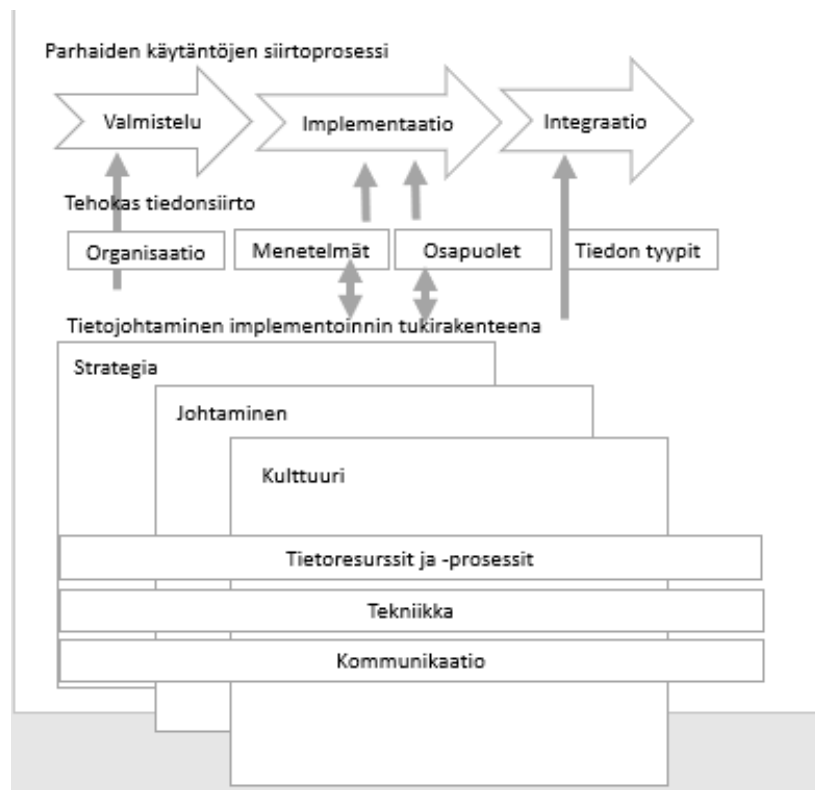 Parhaiden käytäntöjen siirtoprosessi
Valmistelu
Implementaatio
Integraatio
Tehokas tiedonsiirto
Organisaatio
Menetelmät
Osapuolet
Tiedon tyypit
Tietojohtaminen implementoinnin tukirakenteena
Strategia
Johtaminen
Kulttuuri
Tietoresurssit ja -prosessit
Tekniikka
Kommunikaatio